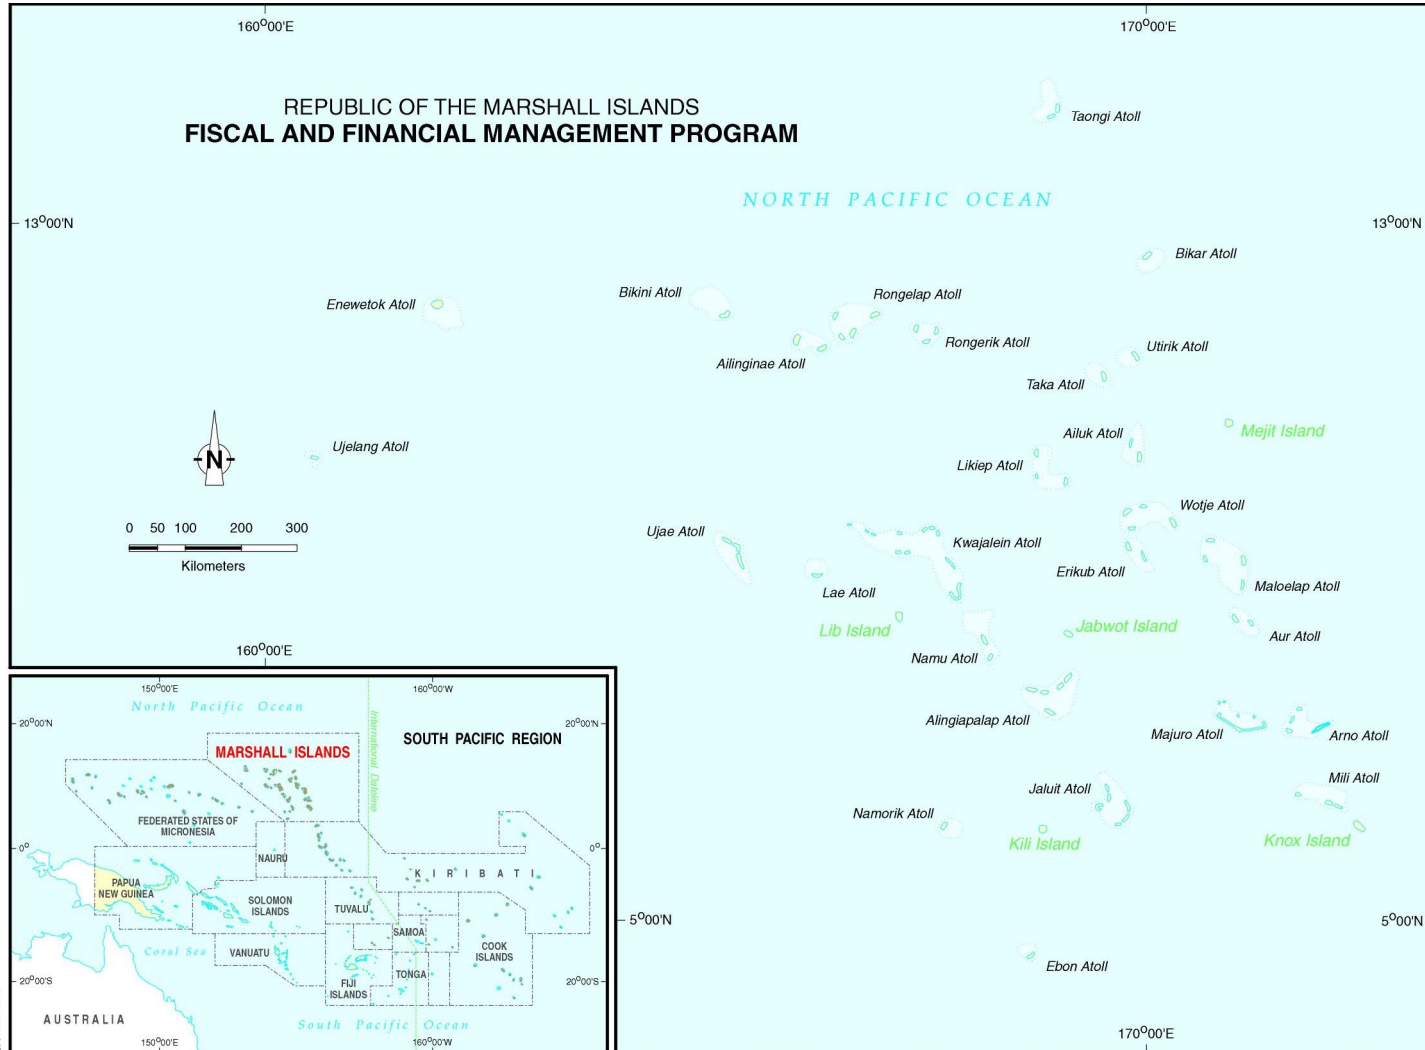 160°00'E
170°00'E
REPUBLIC OF THE MARSHALL ISLANDS
FISCAL AND FINANCIAL MANAGEMENT PROGRAM
Taongi Atoll
NORTH PACIFIC OCEAN
13°00'N
13°00'N
Bikar Atoll
Enewetok Atoll
Bikini Atoll
Rongelap Atoll
Ailinginae Atoll
Rongerik Atoll
Utirik Atoll
Taka Atoll
Mejit Island
Ailuk Atoll
Ujelang Atoll
N
Likiep Atoll
Wotje Atoll
0 50 100 200 300
Kilometers
Ujae Atoll
Kwajalein Atoll
Erikub Atoll
Maloelap Atoll
Lae Atoll
Lib Island
Jabwot Island
Aur Atoll
Namu Atoll
160°00'E
Alingiapalap Atoll
Majuro Atoll
Arno Atoll
Mili Atoll
Jaluit Atoll
Namorik Atoll
Kili Island
Knox Island
5°00'N
5°00'N
Ebon Atoll
170°00'E
150°00'E
160°00'W
North Pacific Ocean
20°00'N
20°00'N
International Dateline
SOUTH PACIFIC REGION
MARSHALL ISLANDS
FEDERATED STATES OF
MICRONESIA
NAURU
0°
0°
KIRIBATI
PAPUA
NEW GUINEA
SOLOMON
ISLANDS
TUVALU
SAMOA
Coral Sea
VANUATU
COOK
ISLANDS
TONGA
FIJI
ISLANDS
20°00'S
20°00'S
AUSTRALIA
South Pacific Ocean
150°00'E
160°00'W